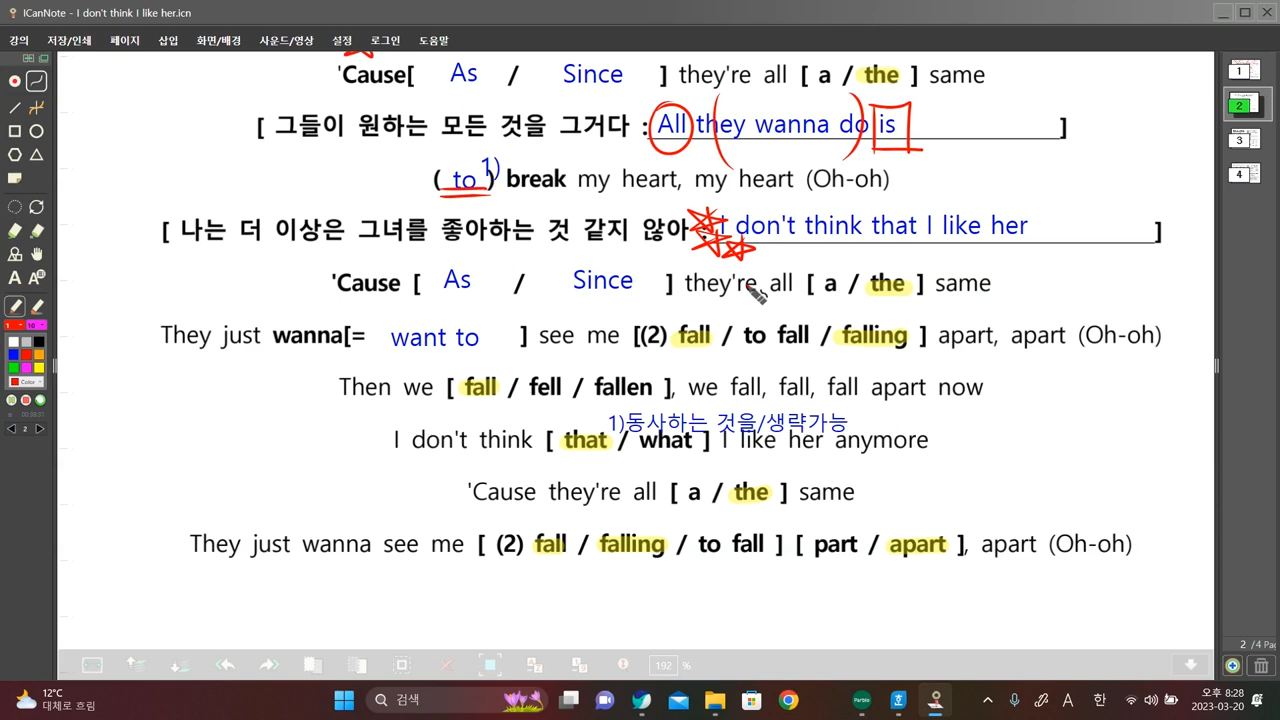 ICanNote - I don't think I like her.icn
강의 저장/인쇄 페이지 삽입 화면/배경 사운드/영상 설정 로그인 도움말
'Cause[ As / Since ] they're all [ a / the ] same
[ 그들이 원하는 모든 것을 그거다 : All they wanna do is ]
( to 1) ) break my heart, my heart (Oh-oh)
[ 나는 더 이상은 그녀를 좋아하는 것 같지 않아 : I don't think that I like her ]
'Cause [ As / Since ] they're all [ a / the ] same
They just wanna[= want to ] see me [(2) fall / to fall / falling ] apart, apart (Oh-oh)
Then we [ fall / fell / fallen ], we fall, fall, fall apart now
1)동사하는 것을/생략가능
I don't think [ that / what ] I like her anymore
'Cause they're all [ a / the ] same
They just wanna see me [ (2) fall / falling / to fall ] [ part / apart ], apart (Oh-oh)
1
2
3
4
Color
2
192 %
2 /4
12°C
대체로 흐림
검색
Parblo
A 한
오후 8:28
2023-03-20